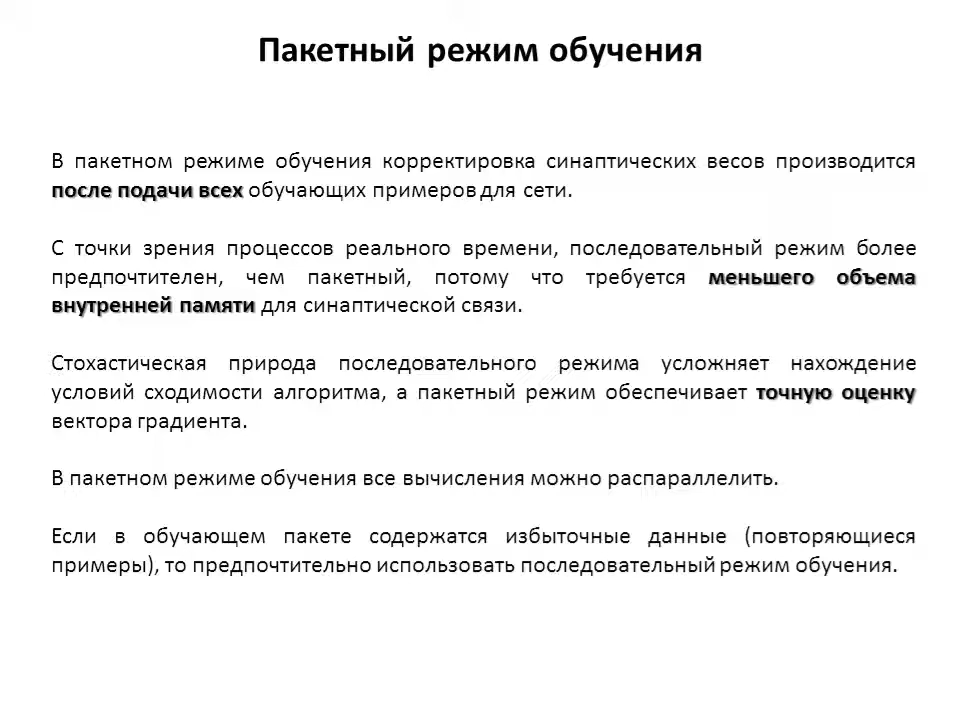 Пакетный режим обучения
В пакетном режиме обучения корректировка синаптических весов производится
после подачи всех обучающих примеров для сети.
С точки зрения процессов реального времени, последовательный режим более
предпочтителен, чем пакетный, потому что требуется меньшего объема
внутренней памяти для синаптической связи.
Стохастическая природа последовательного режима усложняет нахождение
условий сходимости алгоритма, а пакетный режим обеспечивает точную оценку
вектора градиента.
В пакетном режиме обучения все вычисления можно распараллелить.
Если в обучающем пакете содержатся избыточные данные (повторяющиеся
примеры), то предпочтительно использовать последовательный режим обучения.